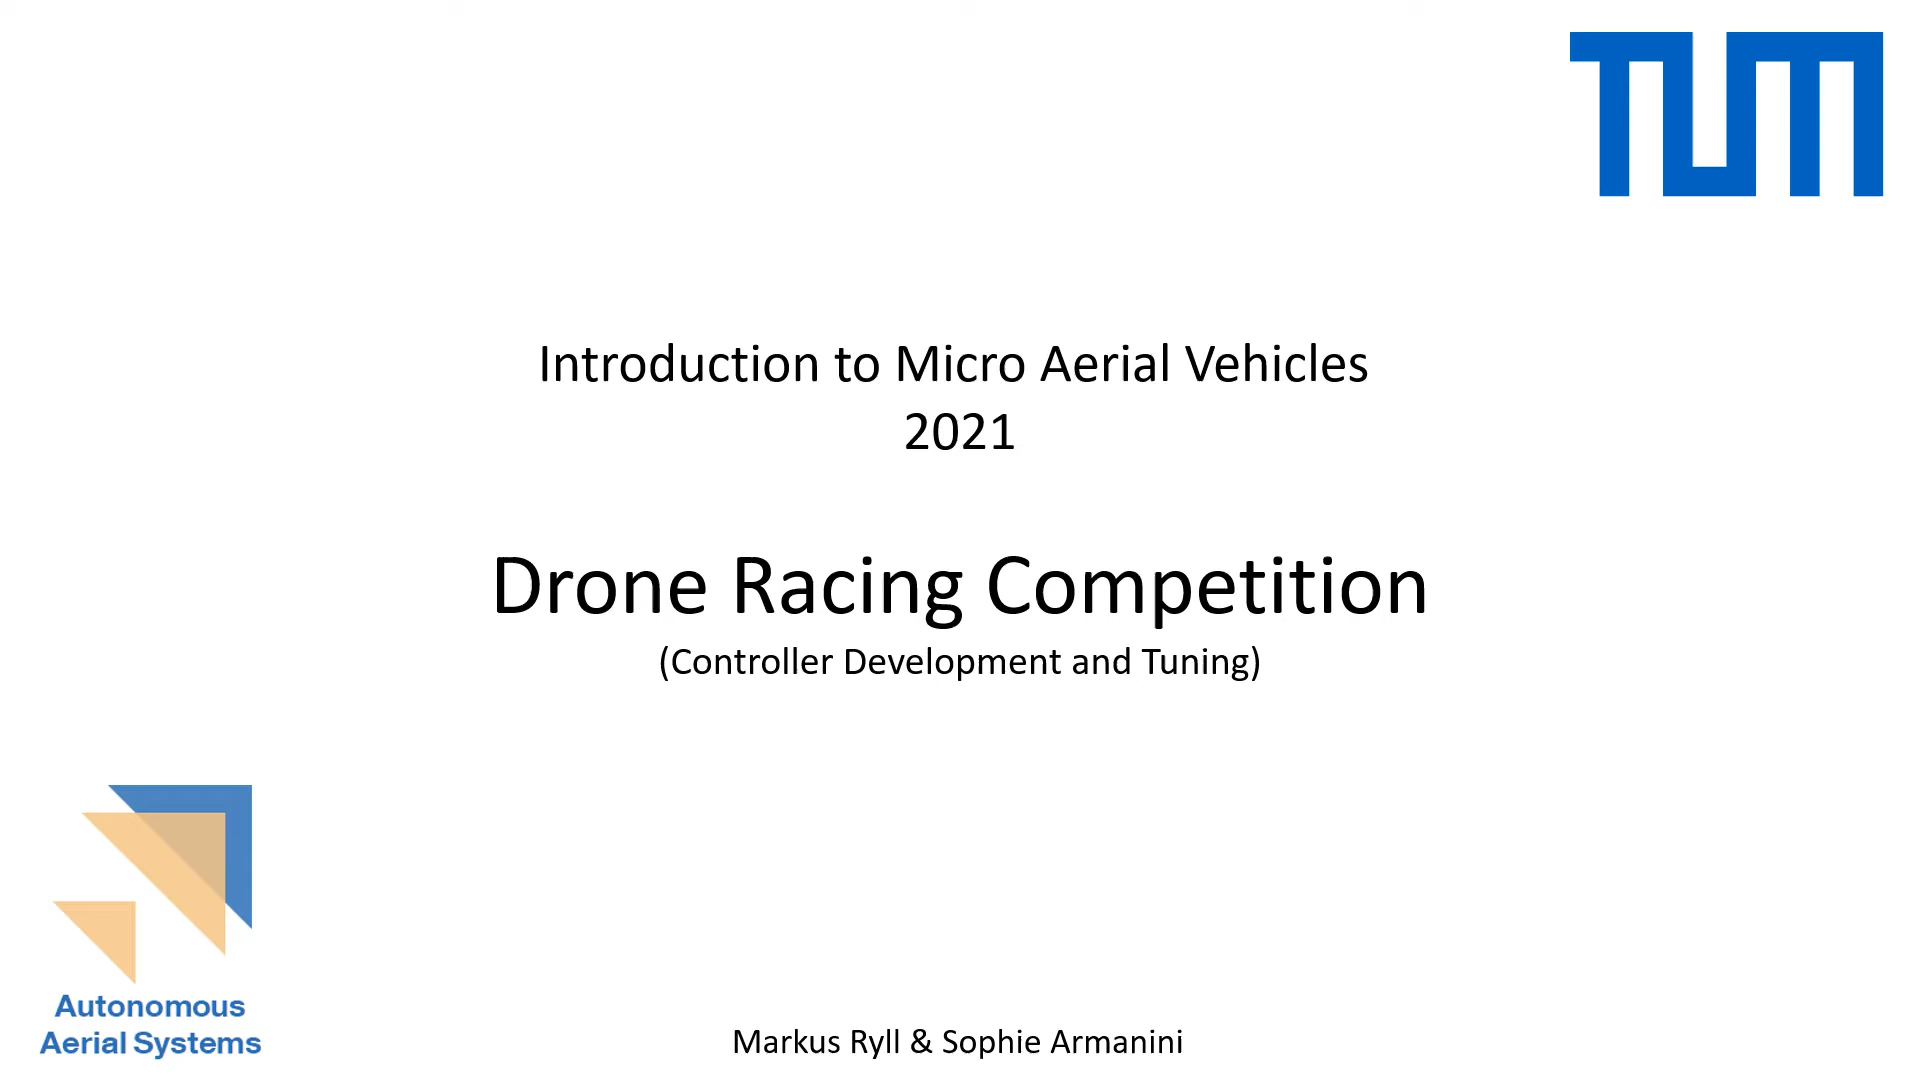 TUM
Introduction to Micro Aerial Vehicles
2021
Drone Racing Competition
(Controller Development and Tuning)
Autonomous
Aerial Systems
Markus Ryll & Sophie Armanini